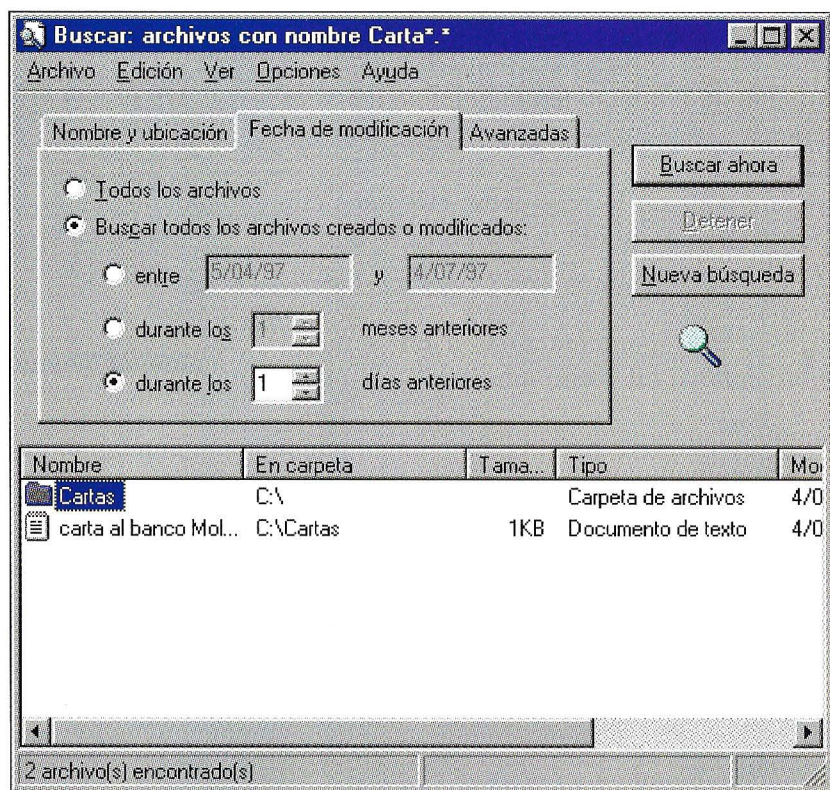 Buscar: archivos con nombre Carta*.*
Archivo Edición Ver Opciones Ayuda
Nombre y ubicación Fecha de modificación Avanzadas
Todos los archivos
Buscar todos los archivos creados o modificados:
entre 5/04/97 y 4/07/97
durante los 1 meses anteriores
durante los 1 días anteriores
Buscar ahora
Detener
Nueva búsqueda
Nombre En carpeta Tama... Tipo Mo
Cartas C:\ Carpeta de archivos 4/0
carta al banco Mol... C:\Cartas 1KB Documento de texto 4/0
2 archivo(s) encontrado(s)